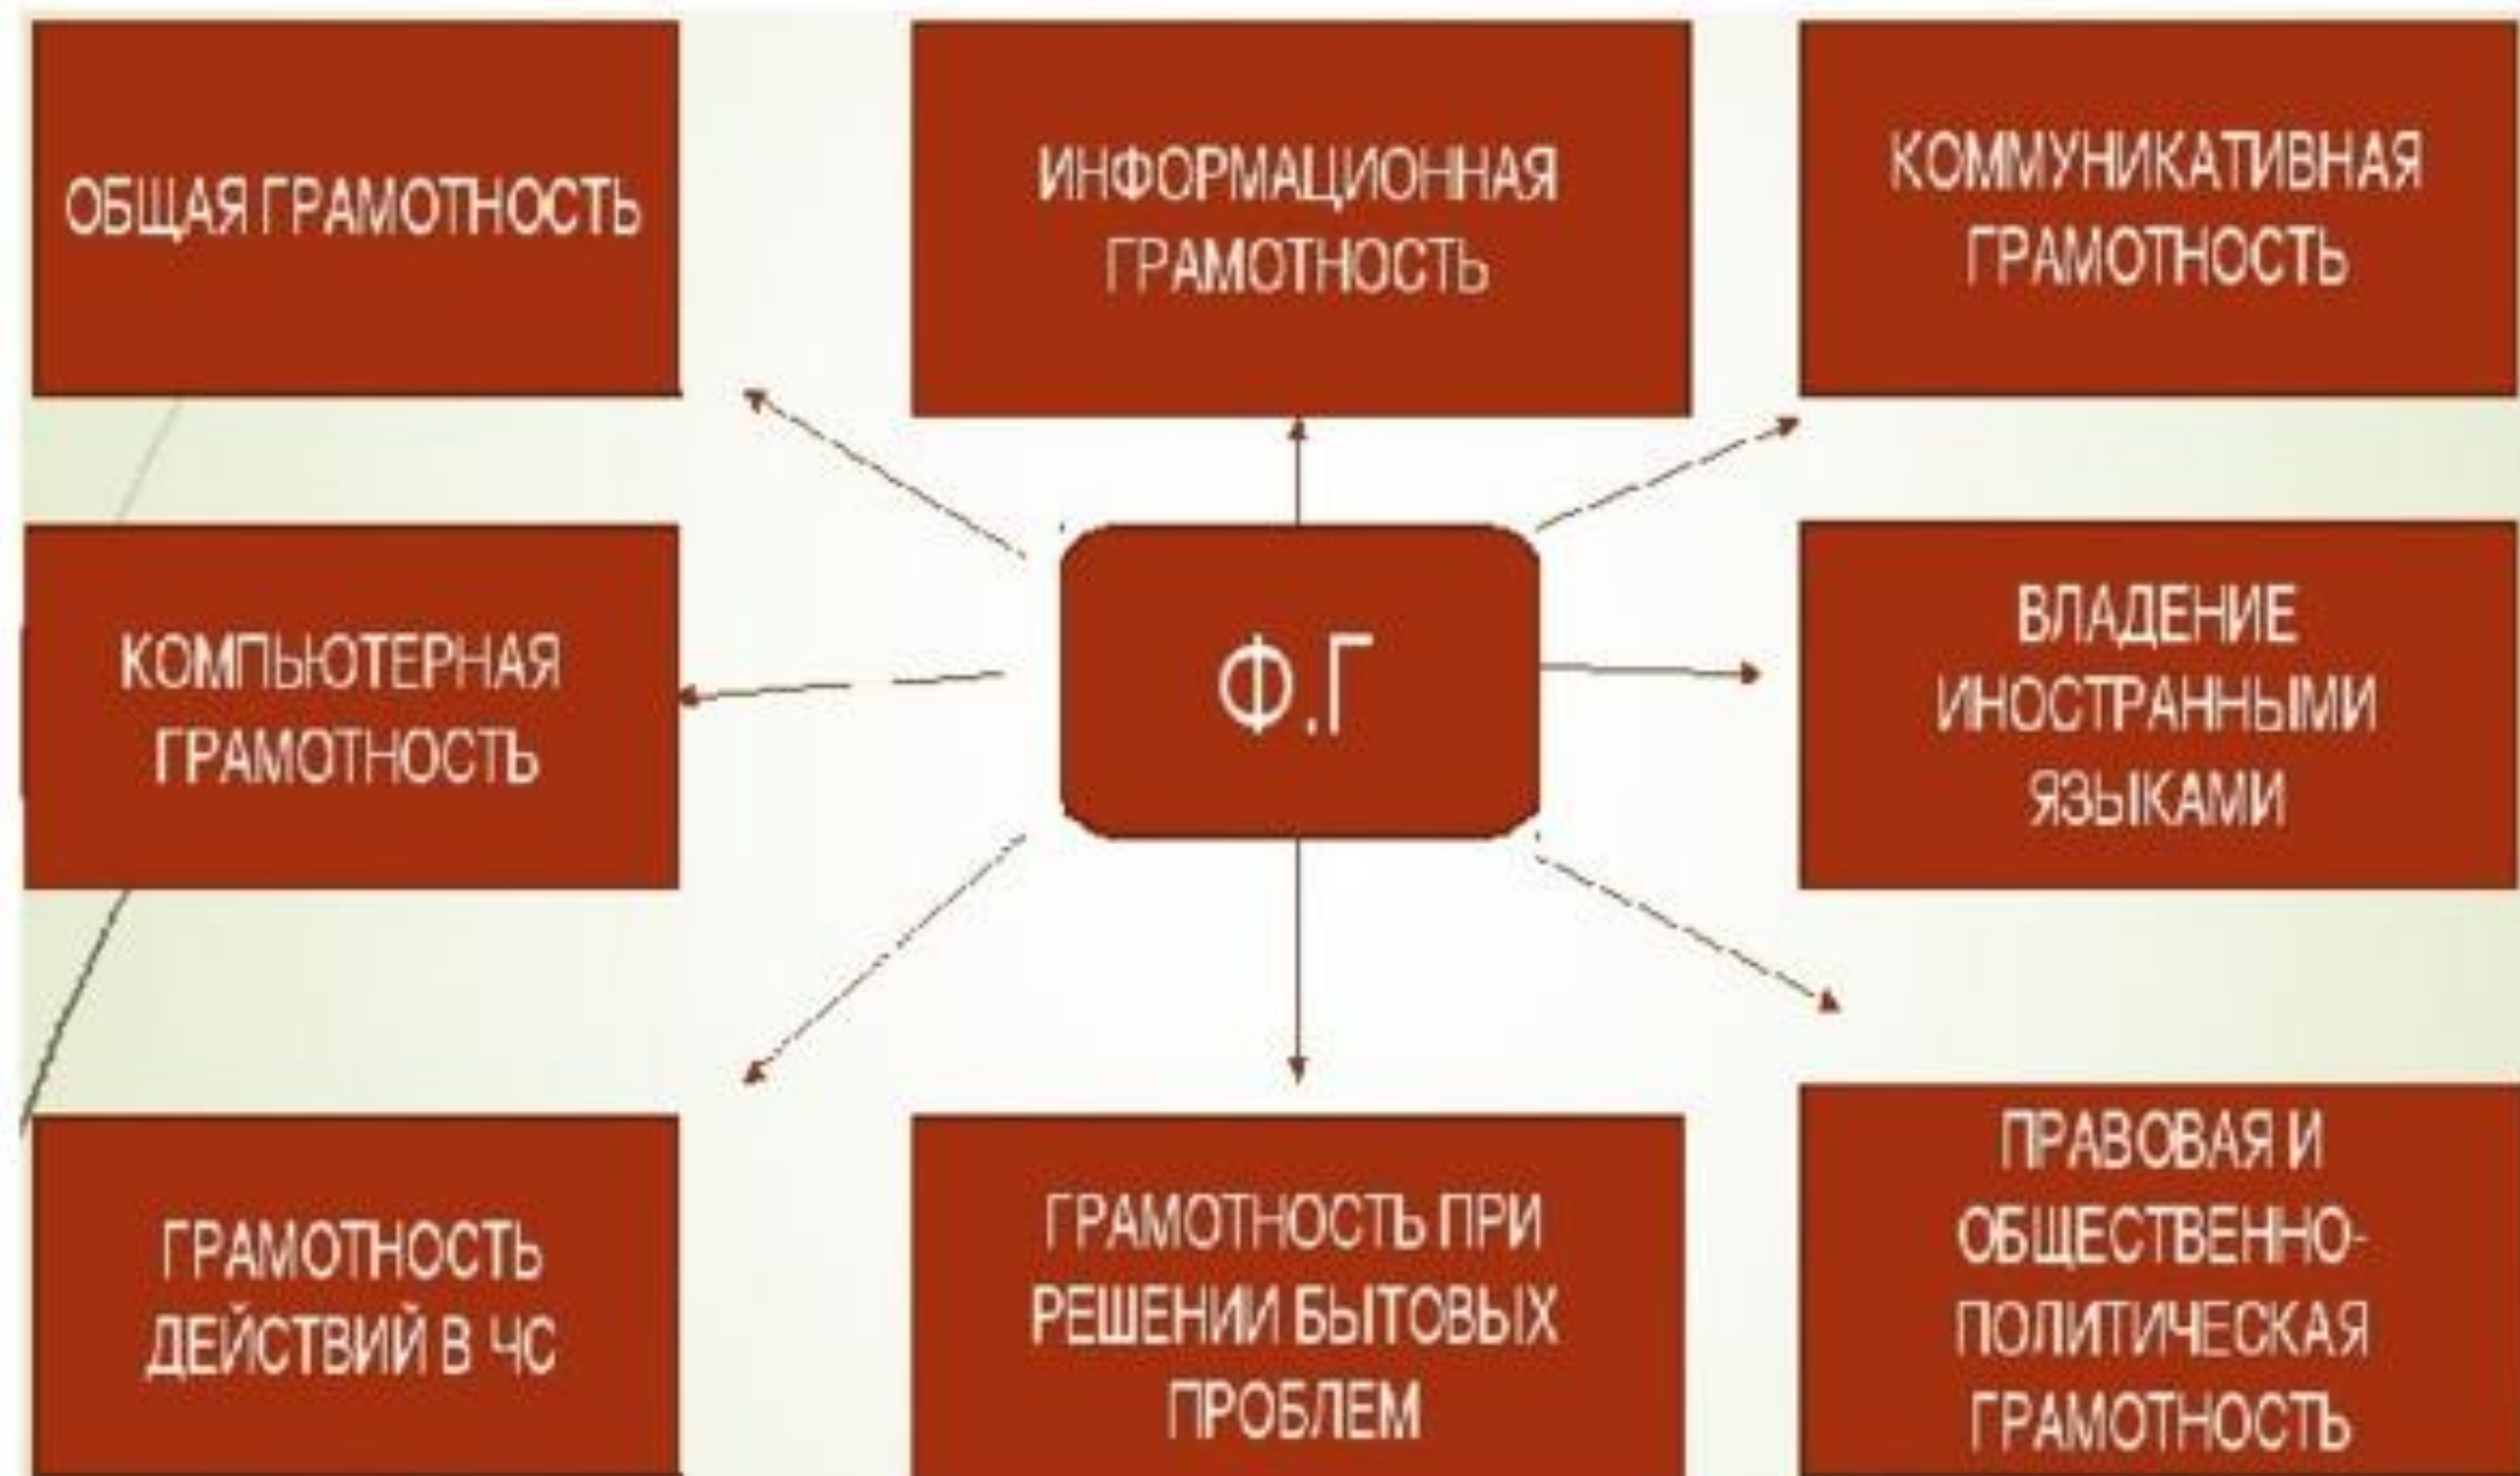 ОБЩАЯ ГРАМОТНОСТЬ
ИНФОРМАЦИОННАЯ
ГРАМОТНОСТЬ
КОММУНИКАТИВНАЯ
ГРАМОТНОСТЬ
КОМПЬЮТЕРНАЯ
ГРАМОТНОСТЬ
Ф.Г
ВЛАДЕНИЕ
ИНОСТРАННЫМИ
ЯЗЫКАМИ
ГРАМОТНОСТЬ
ДЕЙСТВИЙ В ЧС
ГРАМОТНОСТЬ ПРИ
РЕШЕНИИ БЫТОВЫХ
ПРОБЛЕМ
ПРАВОВАЯ И
ОБЩЕСТВЕННО-
ПОЛИТИЧЕСКАЯ
ГРАМОТНОСТЬ